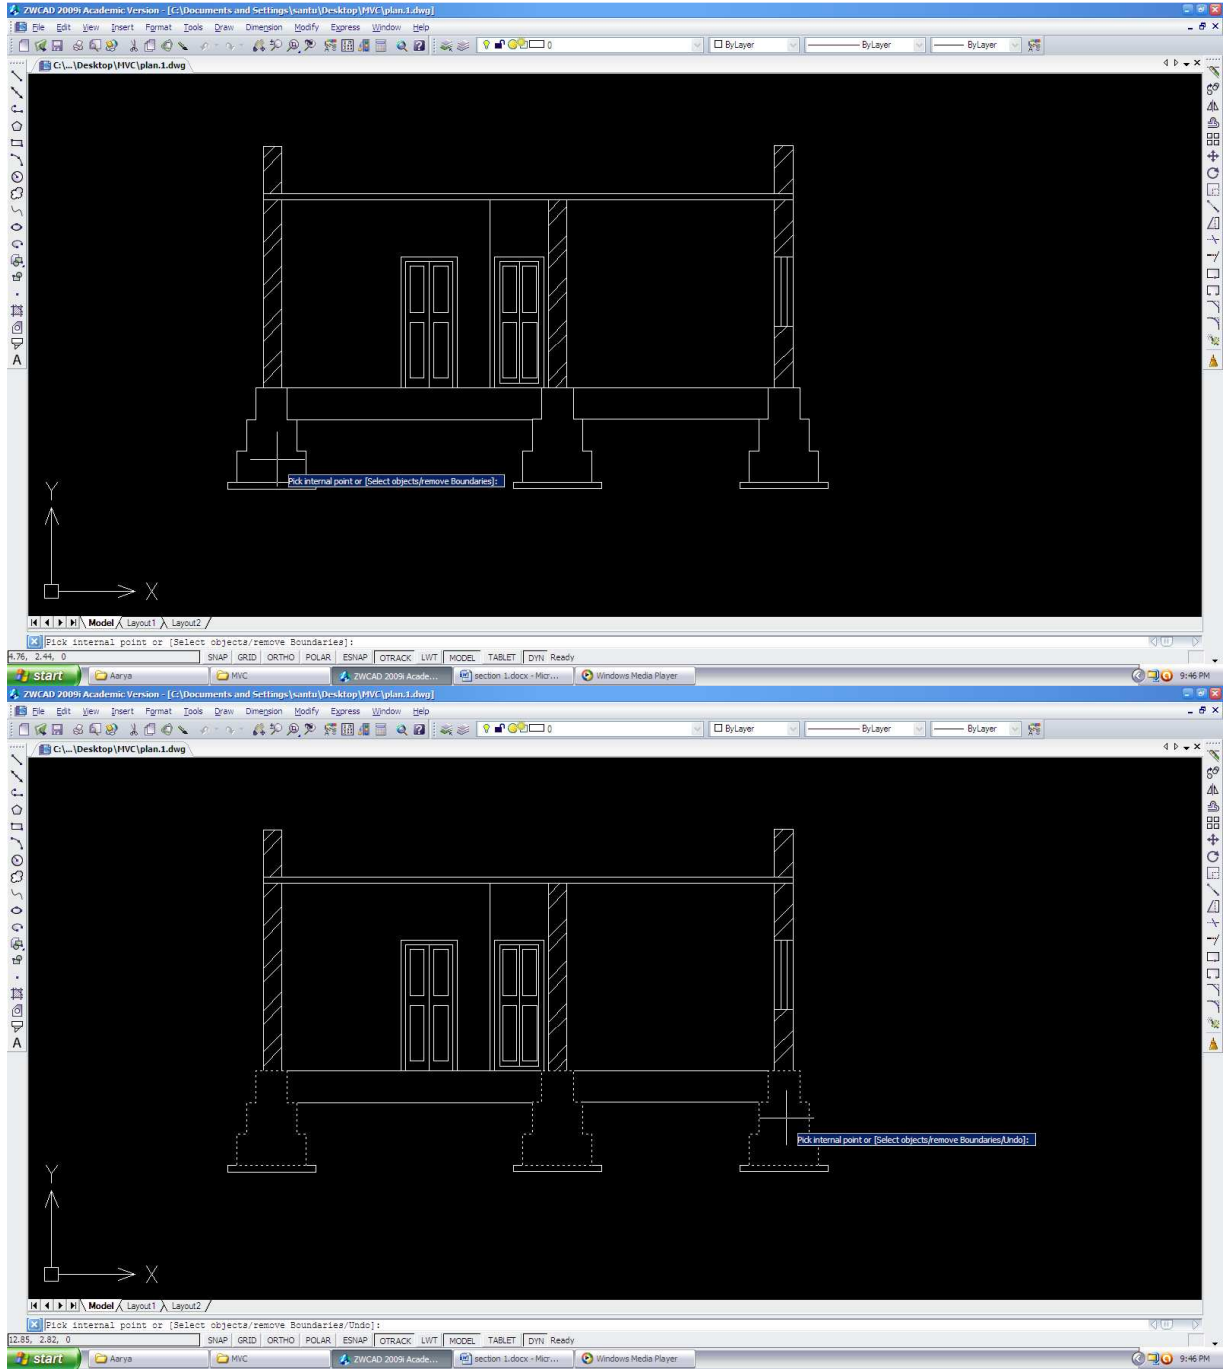 ZWCAD 2009i Academic Version - [C:\Documents and Settings\santu\Desktop\MVC\plan.1.dwg]
File Edit View Insert Format Tools Draw Dimension Modify Express Window Help
0 ByLayer ByLayer ByLayer
C:\...\Desktop\MVC\plan.1.dwg
A
Pick internal point or [Select objects/remove Boundaries]:
Y
X
Model Layout1 Layout2
Pick internal point or [Select objects/remove Boundaries]:
4.76, 2.44, 0 SNAP GRID ORTHO POLAR ESNAP OTRACK LWT MODEL TABLET DYN Ready
start Aarya MVC ZWCAD 2009i Acade... section 1.docx - Micr... Windows Media Player 9:46 PM
ZWCAD 2009i Academic Version - [C:\Documents and Settings\santu\Desktop\MVC\plan.1.dwg]
File Edit View Insert Format Tools Draw Dimension Modify Express Window Help
0 ByLayer ByLayer ByLayer
C:\...\Desktop\MVC\plan.1.dwg
A
Pick internal point or [Select objects/remove Boundaries/Undo]:
Y
X
Model Layout1 Layout2
Pick internal point or [Select objects/remove Boundaries/Undo]:
12.85, 2.82, 0 SNAP GRID ORTHO POLAR ESNAP OTRACK LWT MODEL TABLET DYN Ready
start Aarya MVC ZWCAD 2009i Acade... section 1.docx - Micr... Windows Media Player 9:46 PM